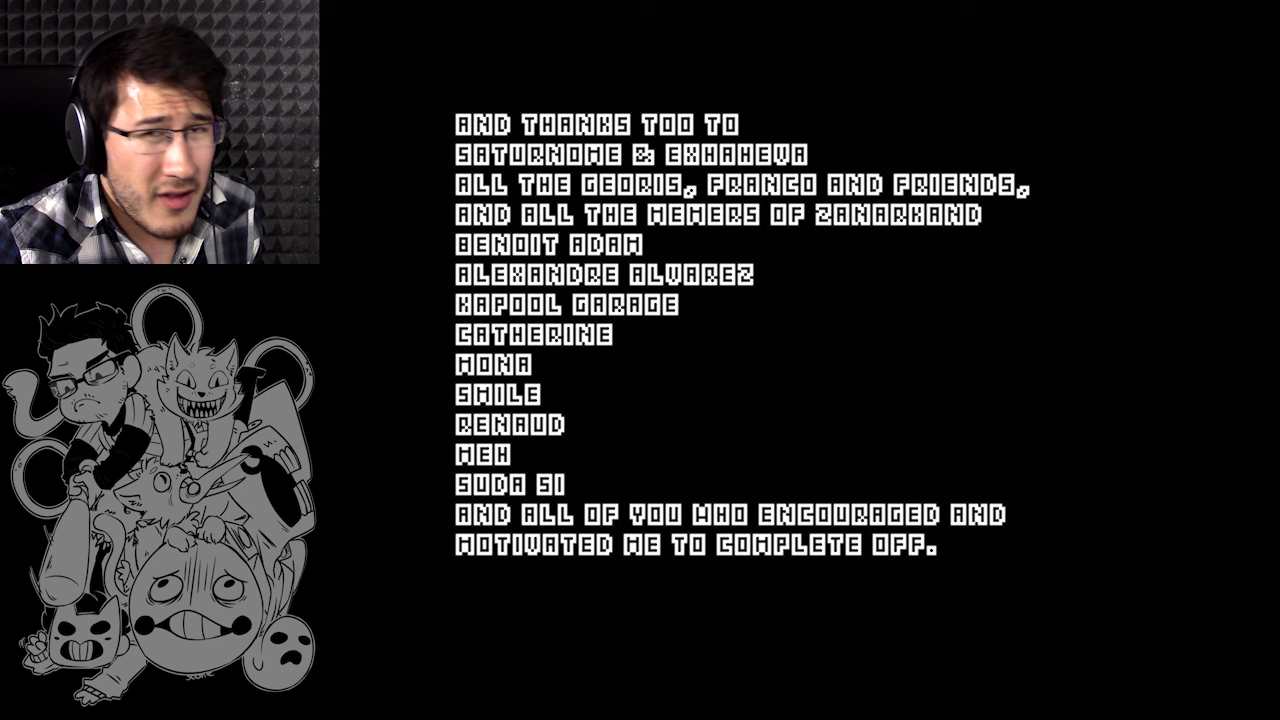 AND THANKS TOO TO
SATURNOME & EXHAHEVA
ALL THE GEORIS, FRANCO AND FRIENDS,
AND ALL THE MEMERS OF ZANARKAND
BENOIT ADAM
ALEXANDRE ALVAREZ
KAPOOL GARAGE
CATHERINE
MONA
SMILE
RENAUD
MEH
SUDA 51
AND ALL OF YOU WHO ENCOURAGED AND
MOTIVATED ME TO COMPLETE OFF.